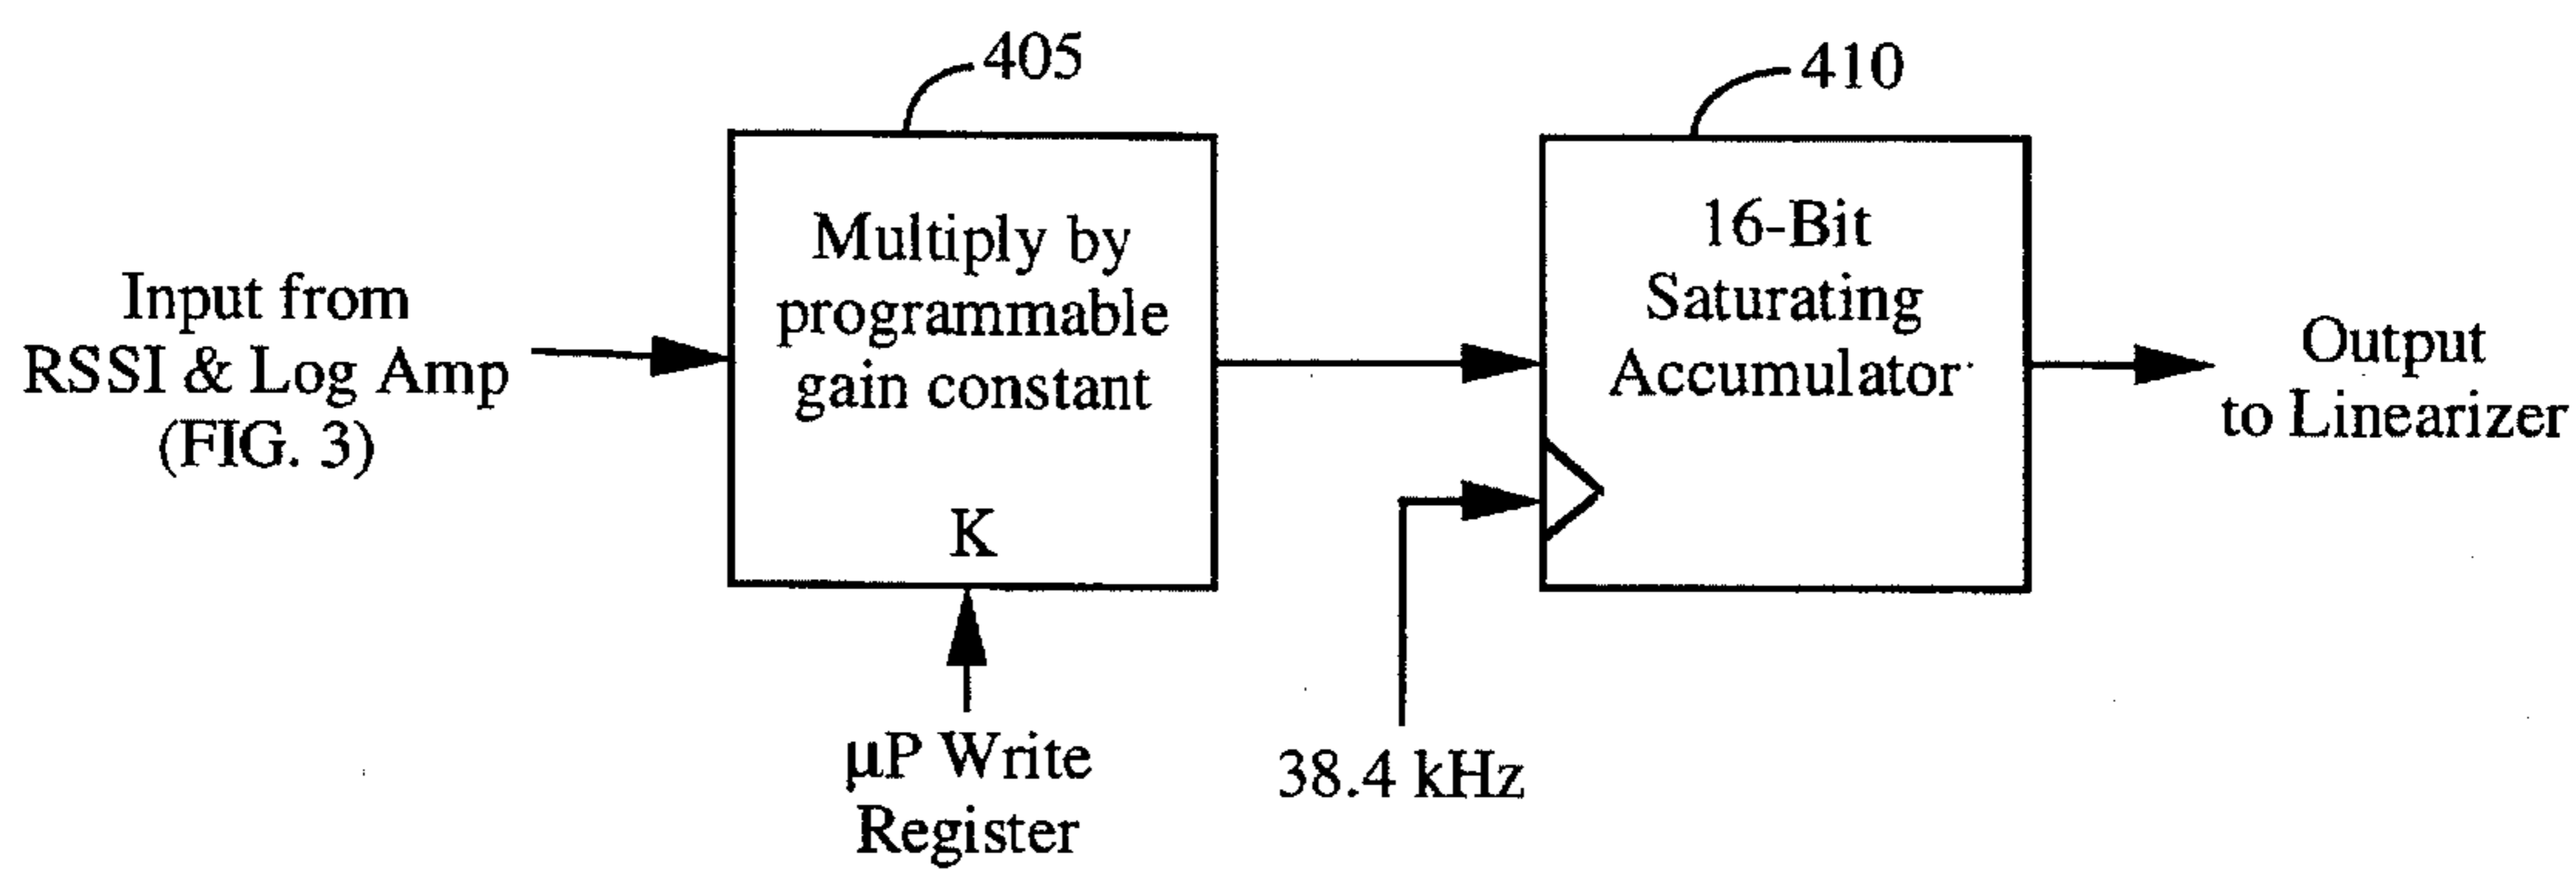 405
410
Input from
RSSI & Log Amp
(FIG. 3)
Multiply by
programmable
gain constant
K
16-Bit
Saturating
Accumulator
Output
to Linearizer
µP Write
Register
38.4 kHz